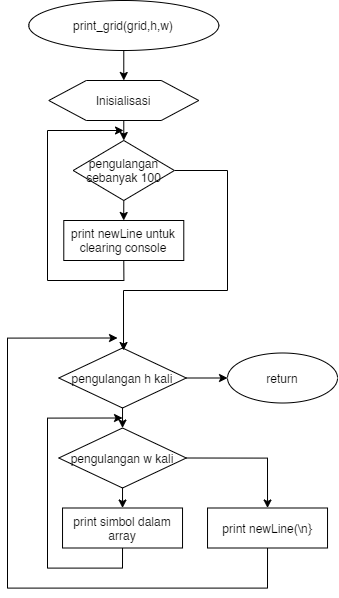 print_grid(grid,h,w)
Inisialisasi
pengulangan
sebanyak 100
print newLine untuk
clearing console
pengulangan h kali
return
pengulangan w kali
print simbol dalam
array
print newLine(\n}